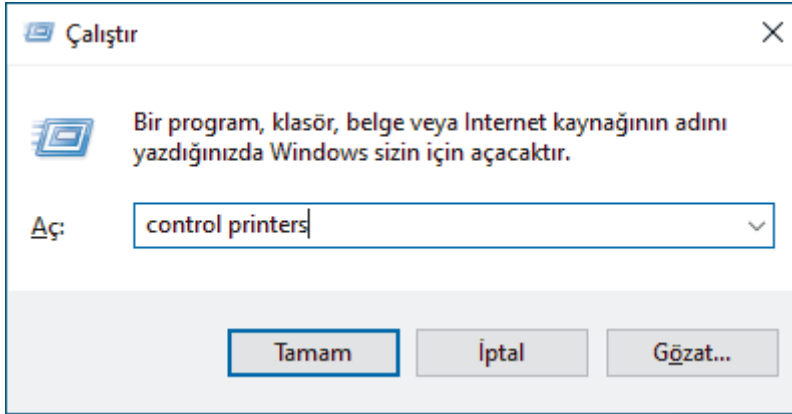 Çalıştır
Bir program, klasör, belge veya Internet kaynağının adını
yazdığınızda Windows sizin için açacaktır.
Aç: control printers
Tamam İptal Gözat...